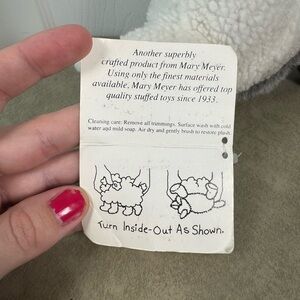 Another superbly
crafted product from Mary Meyer.
Using only the finest materials
available, Mary Meyer has offered top
quality stuffed toys since 1933.
Cleaning care: Remove all trimmings. Surface wash with cold
water and mild soap. Air dry and gently brush to restore plush.
Turn Inside-Out As Shown.